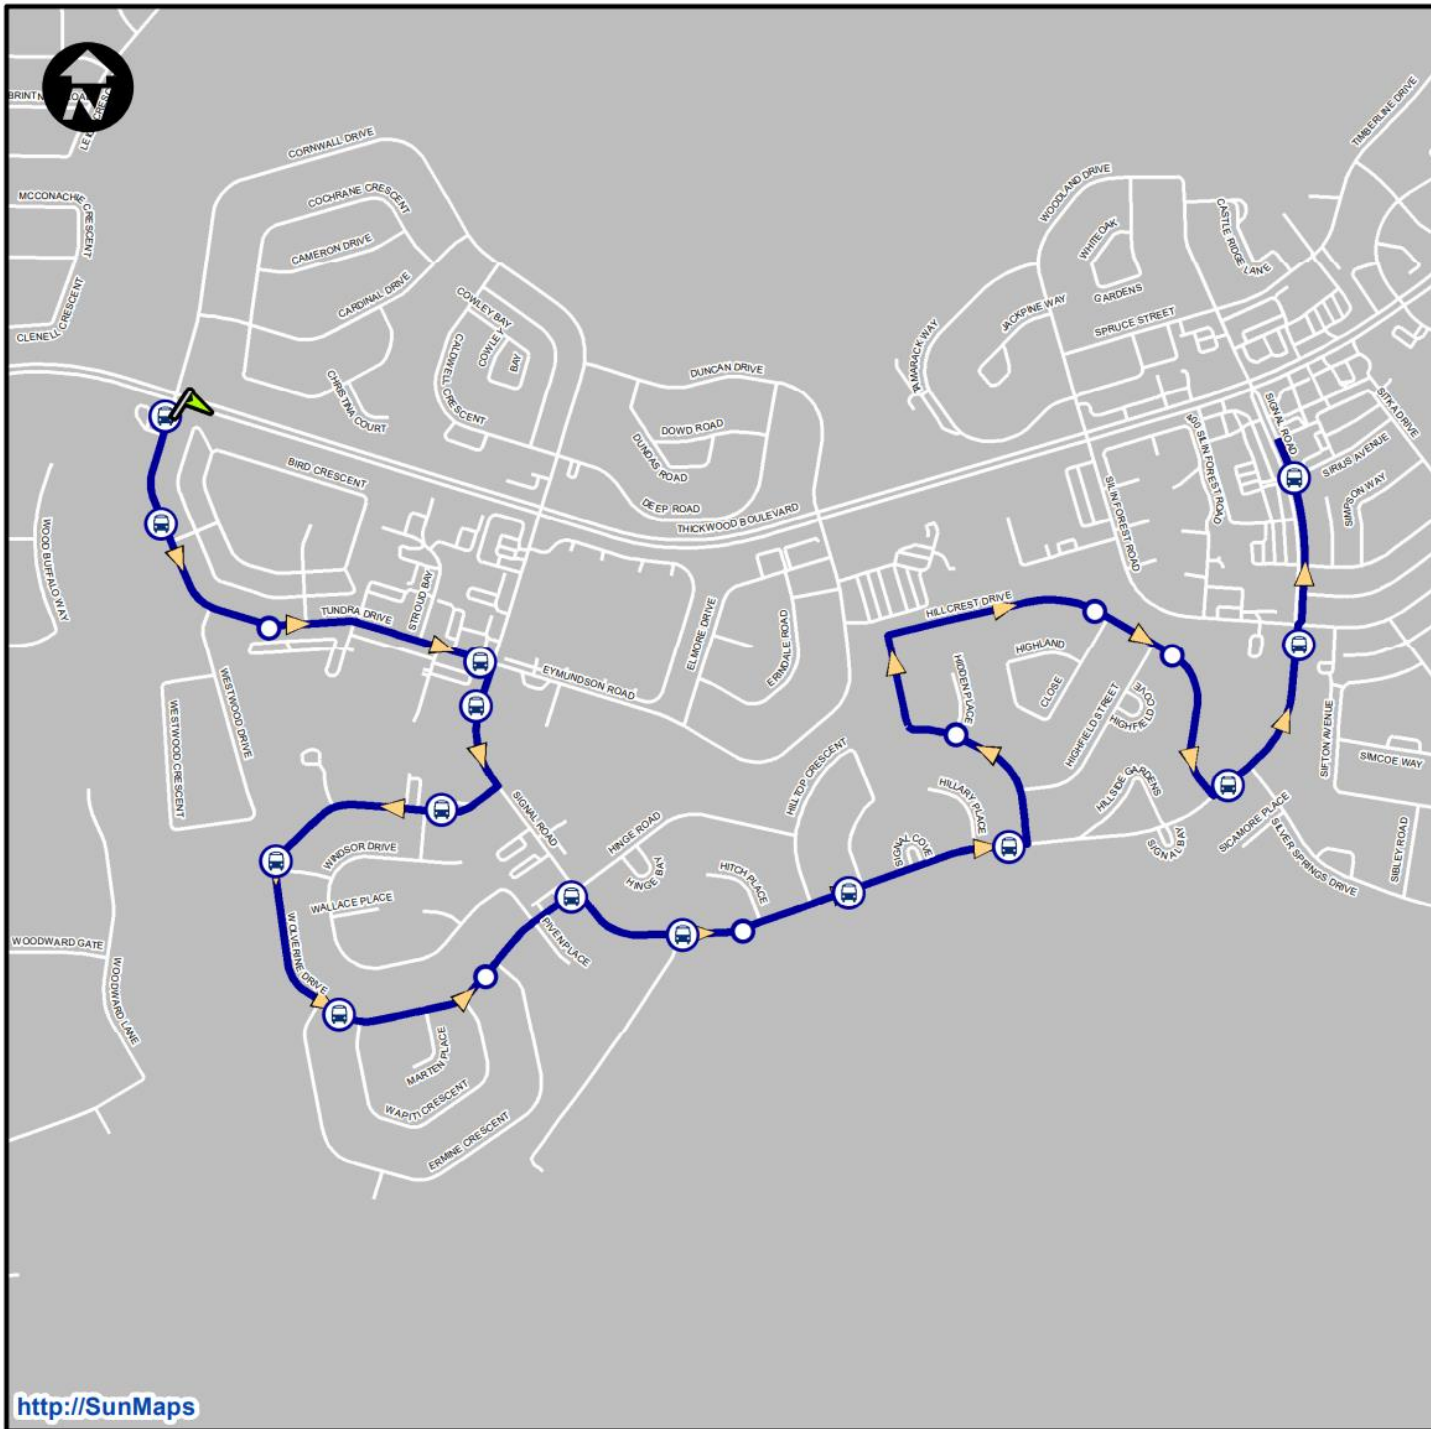 N
LEI
CRESC
BRINTN
ROAD
MCCONACHIE
CRESCENT
CLENELL CRESCENT
CORNWALL DRIVE
COCHRANE CRESCENT
CAMERON DRIVE
CARDINAL DRIVE
COWLEY BAY
COWLEY
BAY
CALDWELL CRESCENT
CHRISTINA COURT
BIRD CRESCENT
DUNCAN DRIVE
DOWD ROAD
DUNDAS ROAD
DEEP ROAD
THICKWOOD BOULEVARD
TIMBERLINE DRIVE
WOODLAND DRIVE
WHITEOAK
GARDENS
CASTLE RIDGE
LANE
JACKPINE WAY
SPRUCE STREET
TAMARACK WAY
SIGNAL ROAD
SITKA DRIVE
SIRIUS AVENUE
SIMPSON WAY
400 SILIN FOREST ROAD
SILIN FOREST ROAD
WOOD BUFFALO WAY
TUNDRA DRIVE
STROUD BAY
EYMUNDSON ROAD
ELMORE DRIVE
ERINDALE ROAD
HILLCREST DRIVE
HIGHLAND
CLOSE
HIDDEN PLACE
HIGHFIELD STREET
HIGHFIELD
COVE
WESTWOOD DRIVE
WESTWOOD CRESCENT
SIFTON AVENUE
SIMCOE WAY
SIBLEY ROAD
HILLTOP CRESCENT
HILLARY PLACE
HILLSIDE GARDENS
SIGNAL COVE
SIGNAL BAY
SICAMORE PLACE
SILVER SPRINGS DRIVE
SIGNAL ROAD
HINGE ROAD
HINGE BAY
HITCH PLACE
PIVEN PLACE
WINDSOR DRIVE
WALLACE PLACE
WOLVERINE DRIVE
WOODWARD GATE
WOODWARD LANE
MARTEN PLACE
WAPITI CRESCENT
ERMINE CRESCENT
http://SunMaps